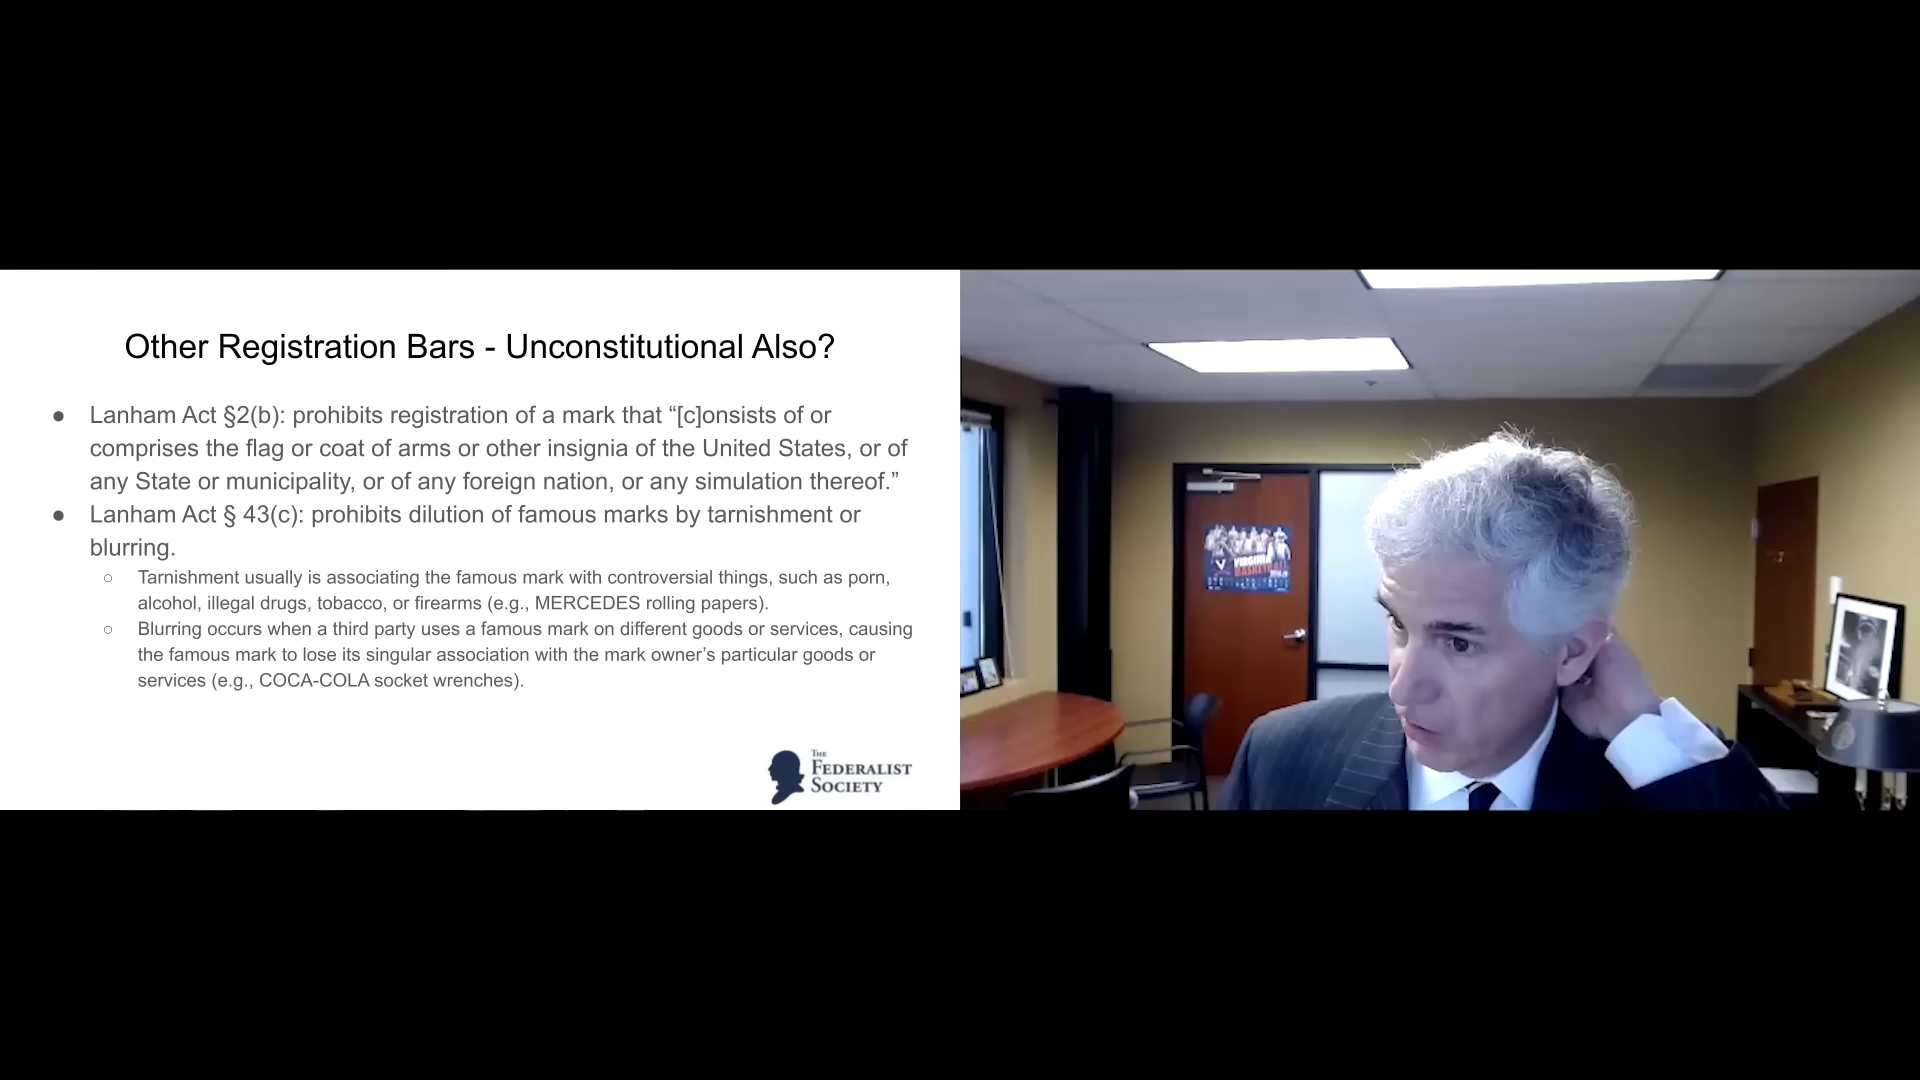 Other Registration Bars - Unconstitutional Also?
● Lanham Act §2(b): prohibits registration of a mark that “[c]onsists of or
comprises the flag or coat of arms or other insignia of the United States, or of
any State or municipality, or of any foreign nation, or any simulation thereof.”
● Lanham Act § 43(c): prohibits dilution of famous marks by tarnishment or
blurring.
○ Tarnishment usually is associating the famous mark with controversial things, such as porn,
alcohol, illegal drugs, tobacco, or firearms (e.g., MERCEDES rolling papers).
○ Blurring occurs when a third party uses a famous mark on different goods or services, causing
the famous mark to lose its singular association with the mark owner’s particular goods or
services (e.g., COCA-COLA socket wrenches).
THE
FEDERALIST
SOCIETY
VIRGINIA
BASKETBALL